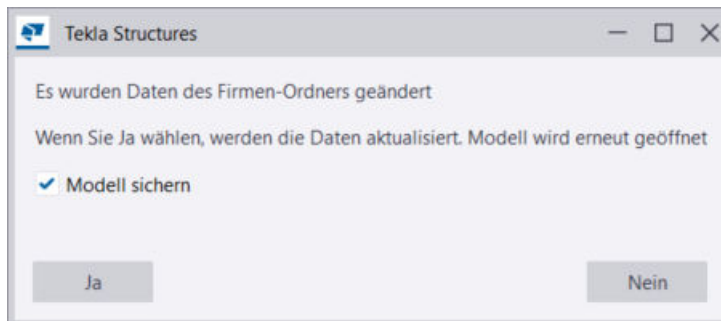 Tekla Structures
Es wurden Daten des Firmen-Ordners geändert
Wenn Sie Ja wählen, werden die Daten aktualisiert. Modell wird erneut geöffnet
Modell sichern
Ja Nein